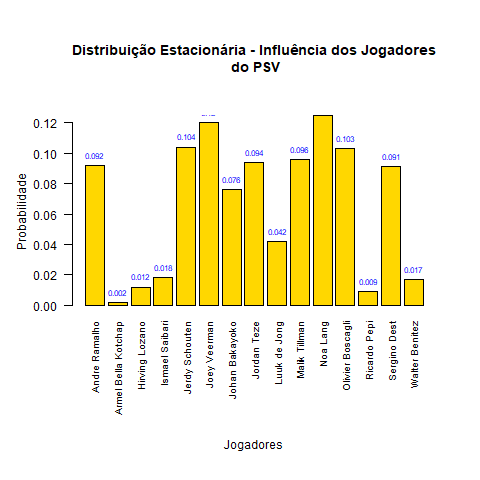 Distribuição Estacionária - Influência dos Jogadores
do PSV
Probabilidade
0.12
0.10
0.08
0.06
0.04
0.02
0.00
0.092
0.002
0.012
0.018
0.104
0.076
0.094
0.042
0.096
0.103
0.009
0.091
0.017
Andre Ramalho
Armel Bella Kotchap
Hirving Lozano
Ismael Saibari
Jerdy Schouten
Joey Veerman
Johan Bakayoko
Jordan Teze
Luuk de Jong
Malik Tillman
Noa Lang
Olivier Boscagli
Ricardo Pepi
Sergino Dest
Walter Benitez
Jogadores